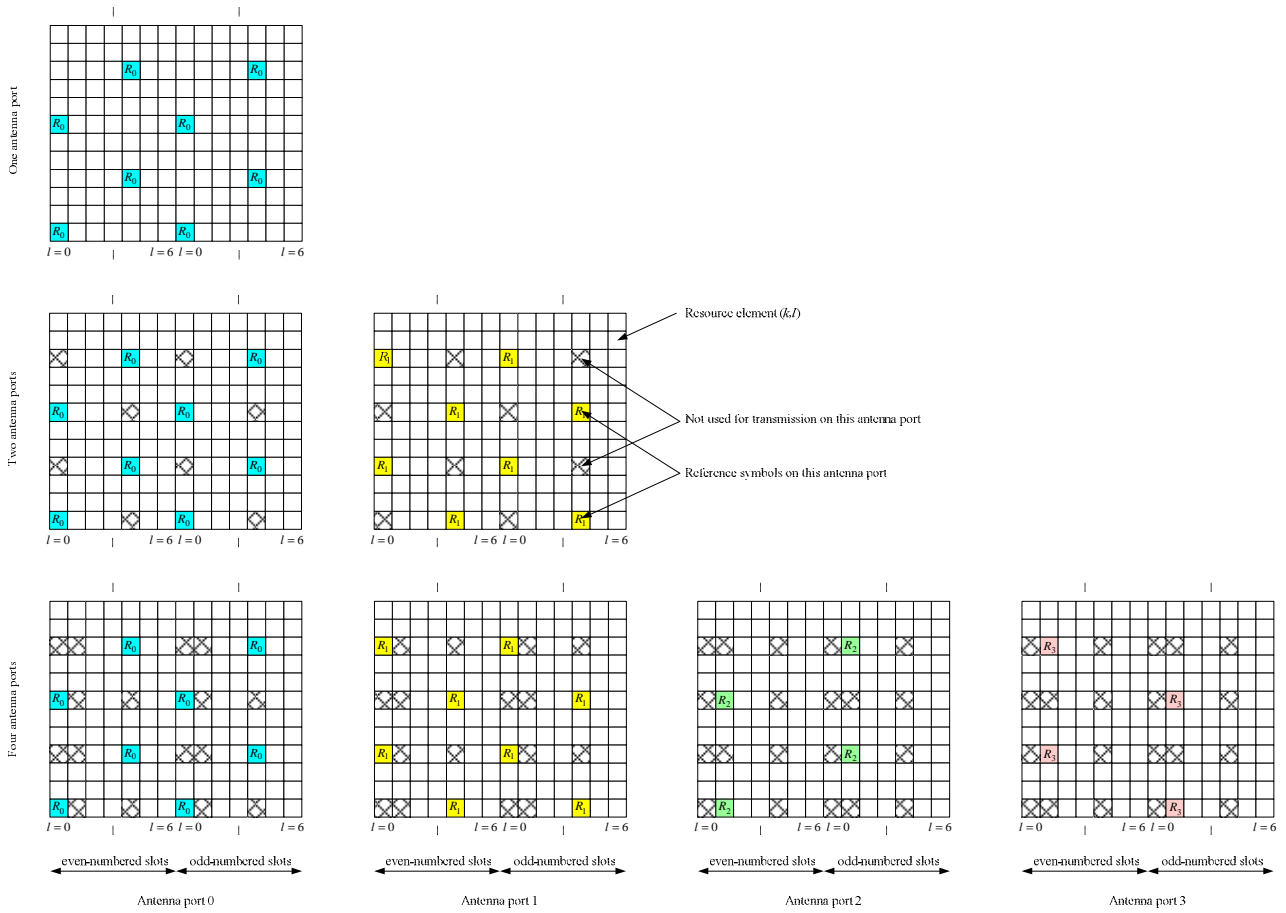 One antenna port
R0 R0
R0 R0
R0 R0
R0 R0
l = 0 l = 6 l = 0 l = 6
Two antenna ports
R0 R0
R0 R0
R0 R0
R0 R0
l = 0 l = 6 l = 0 l = 6
R1 R1
R1 R1
R1 R1
R1 R1
l = 0 l = 6 l = 0 l = 6
Resource element (k,l)
Not used for transmission on this antenna port
Reference symbols on this antenna port
Four antenna ports
R0 R0
R0 R0
R0 R0
R0 R0
l = 0 l = 6 l = 0 l = 6
even-numbered slots odd-numbered slots
Antenna port 0
R1 R1
R1 R1
R1 R1
R1 R1
l = 0 l = 6 l = 0 l = 6
even-numbered slots odd-numbered slots
Antenna port 1
R2
R2
R2
R2
l = 0 l = 6 l = 0 l = 6
even-numbered slots odd-numbered slots
Antenna port 2
R3
R3
R3
R3
l = 0 l = 6 l = 0 l = 6
even-numbered slots odd-numbered slots
Antenna port 3